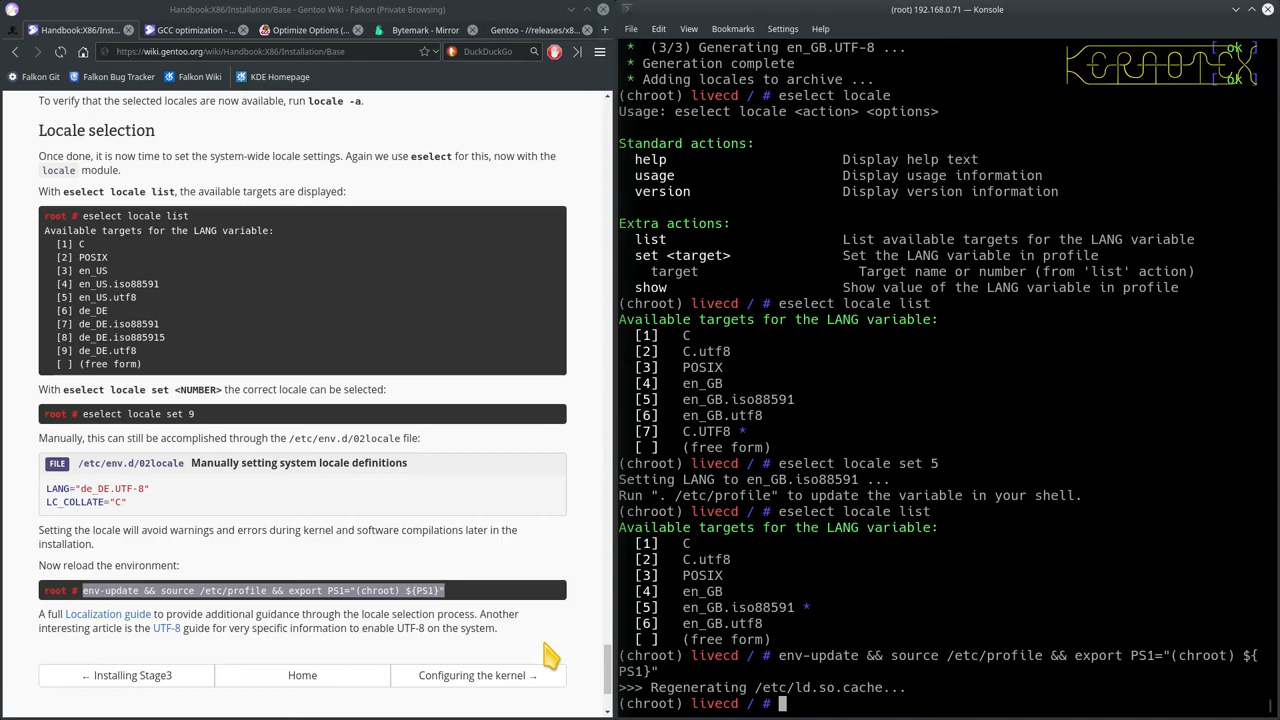 Handbook:X86/Installation/Base - Gentoo Wiki - Falkon (Private Browsing)
Handbook:X86/Inst...
GCC optimization - ...
Optimize Options (...
Bytemark - Mirror
Gentoo - //releases/x8...
https://wiki.gentoo.org/wiki/Handbook:X86/Installation/Base
DuckDuckGo
Falkon Git
Falkon Bug Tracker
Falkon Wiki
KDE Homepage
To verify that the selected locales are now available, run locale -a.
Locale selection
Once done, it is now time to set the system-wide locale settings. Again we use eselect for this, now with the
locale module.
With eselect locale list, the available targets are displayed:
root # eselect locale list
Available targets for the LANG variable:
[1] C
[2] POSIX
[3] en_US
[4] en_US.iso88591
[5] en_US.utf8
[6] de_DE
[7] de_DE.iso88591
[8] de_DE.iso885915
[9] de_DE.utf8
[ ] (free form)
With eselect locale set <NUMBER> the correct locale can be selected:
root # eselect locale set 9
Manually, this can still be accomplished through the /etc/env.d/02locale file:
FILE /etc/env.d/02locale Manually setting system locale definitions
LANG="de_DE.UTF-8"
LC_COLLATE="C"
Setting the locale will avoid warnings and errors during kernel and software compilations later in the
installation.
Now reload the environment:
root # env-update && source /etc/profile && export PS1="(chroot) ${PS1}"
A full Localization guide to provide additional guidance through the locale selection process. Another
interesting article is the UTF-8 guide for very specific information to enable UTF-8 on the system.
← Installing Stage3
Home
Configuring the kernel →
(root) 192.168.0.71 — Konsole
File Edit View Bookmarks Settings Help
* (3/3) Generating en_GB.UTF-8 ... [ ok ]
* Generation complete
* Adding locales to archive ... [ ok ]
KERNOTEX
(chroot) livecd / # eselect locale
Usage: eselect locale <action> <options>
Standard actions:
help Display help text
usage Display usage information
version Display version information
Extra actions:
list List available targets for the LANG variable
set <target> Set the LANG variable in profile
target Target name or number (from 'list' action)
show Show value of the LANG variable in profile
(chroot) livecd / # eselect locale list
Available targets for the LANG variable:
[1] C
[2] C.utf8
[3] POSIX
[4] en_GB
[5] en_GB.iso88591
[6] en_GB.utf8
[7] C.UTF8 *
[ ] (free form)
(chroot) livecd / # eselect locale set 5
Setting LANG to en_GB.iso88591 ...
Run ". /etc/profile" to update the variable in your shell.
(chroot) livecd / # eselect locale list
Available targets for the LANG variable:
[1] C
[2] C.utf8
[3] POSIX
[4] en_GB
[5] en_GB.iso88591 *
[6] en_GB.utf8
[ ] (free form)
(chroot) livecd / # env-update && source /etc/profile && export PS1="(chroot) ${
PS1}"
>>> Regenerating /etc/ld.so.cache...
(chroot) livecd / #